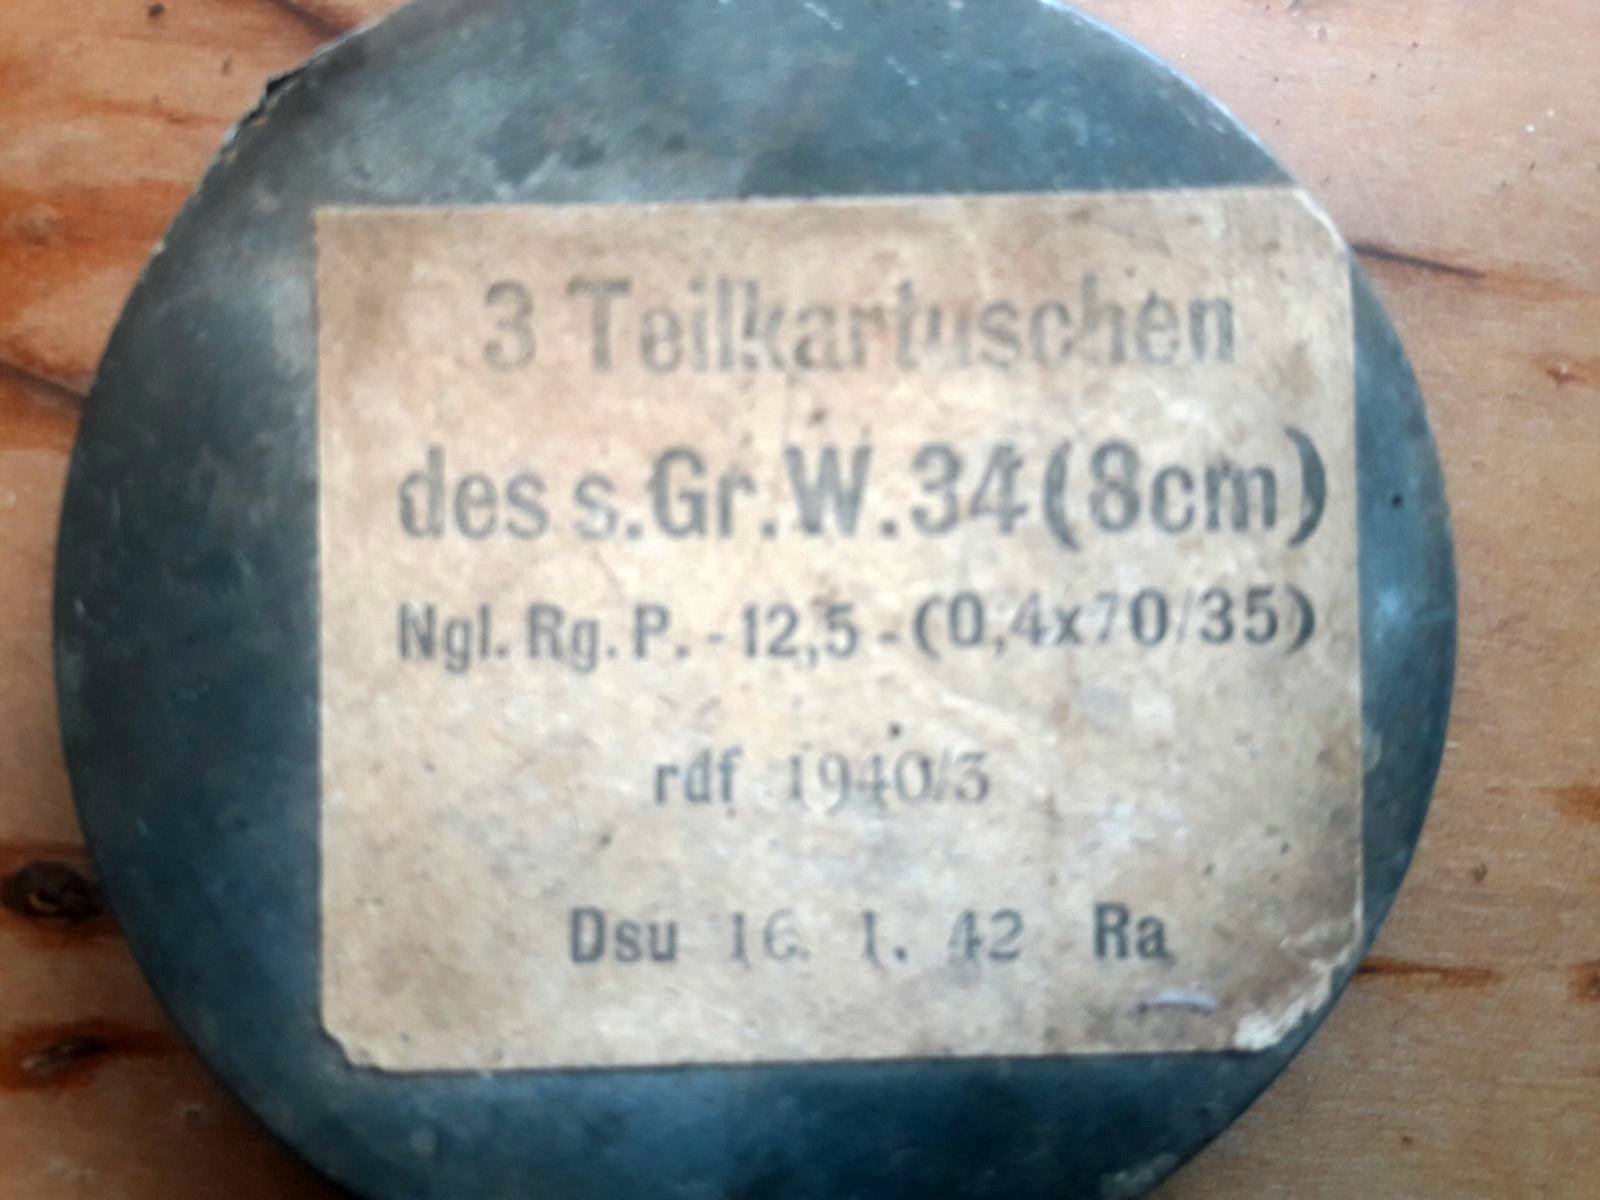 3 Teilkartuschen
des s.Gr.W.34(8cm)
Ngl. Rg. P. - 12,5 - (0,4x70/35)
rdf 1940/3
Dsu 16. 1. 42 Ra